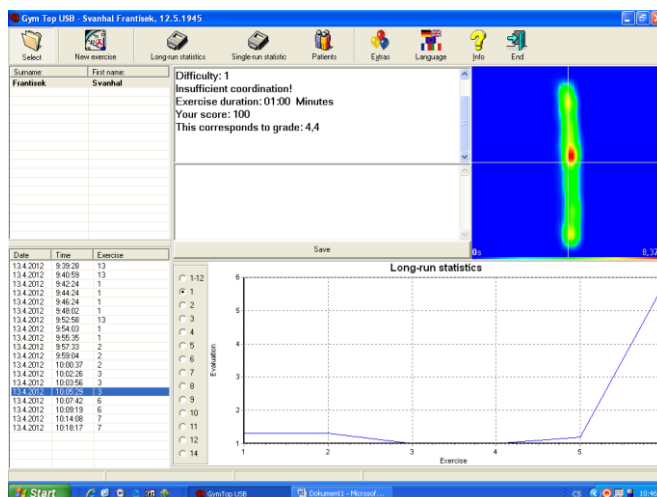 Gym Top USB - Svanhal Frantisek, 12.5.1945
Select New exercise Long-run statistics Single-run statistic Patients Extras Language Info End
Surname: First name:
Frantisek Svanhal
Difficulty: 1
Insufficient coordination!
Exercise duration: 01:00 Minutes
Your score: 100
This corresponds to grade: 4,4
Save
0s 8,37
Date Time Exercise
13.4.2012 9:39:28 13
13.4.2012 9:40:59 13
13.4.2012 9:42:24 1
13.4.2012 9:44:24 1
13.4.2012 9:46:24 1
13.4.2012 9:48:02 1
13.4.2012 9:52:58 13
13.4.2012 9:54:03 1
13.4.2012 9:55:35 1
13.4.2012 9:57:33 2
13.4.2012 9:59:04 2
13.4.2012 10:00:37 2
13.4.2012 10:02:26 3
13.4.2012 10:03:56 3
13.4.2012 10:05:29 3
13.4.2012 10:07:42 6
13.4.2012 10:09:19 6
13.4.2012 10:14:08 7
13.4.2012 10:18:17 7
1-12
1
2
3
4
5
6
7
8
9
10
11
12
14
Long-run statistics
Evaluation
6
5
4
3
2
1
1 2 3 4 5
Exercise
Start GymTop USB Dokument1 - Microsof... CS 10:40